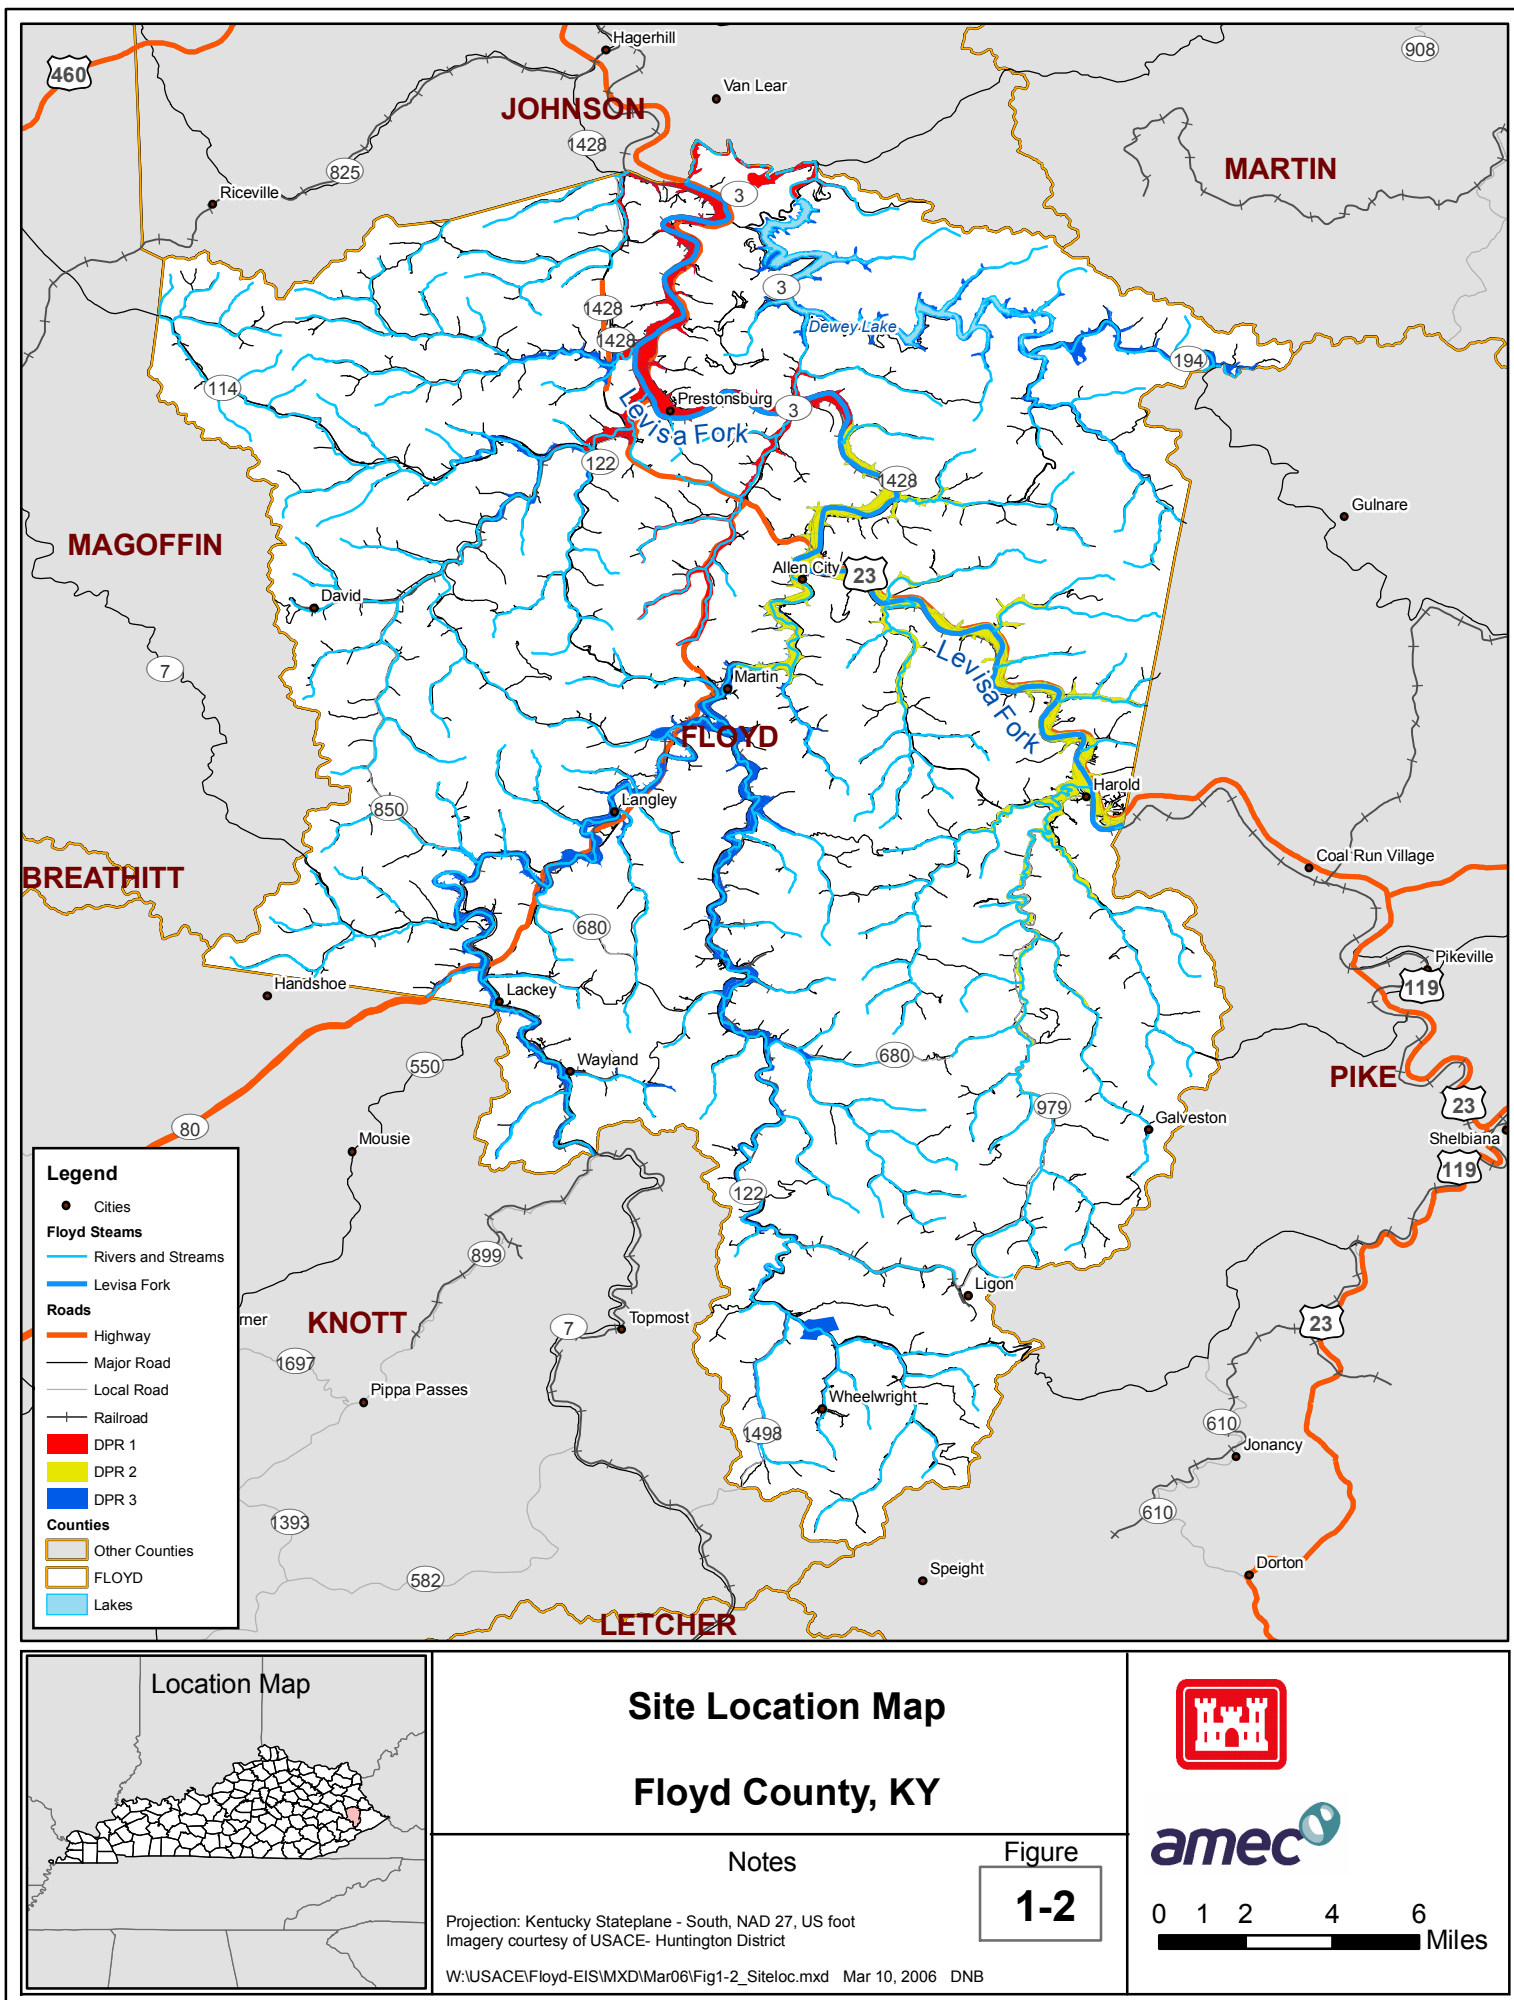 Hagerhill
908
460
Van Lear
JOHNSON
1428
825
MARTIN
Riceville
3
3
1428
Dewey Lake
1428
194
114
Prestonsburg
3
Levisa Fork
122
1428
Gulnare
MAGOFFIN
Allen City
23
David
7
Levisa Fork
Martin
FLOYD
Harold
Langley
850
Coal Run Village
BREATHITT
680
Pikeville
Handshoe
119
Lackey
680
Wayland
550
PIKE
979
23
Galveston
80
Mousie
Shelbiana
119
122
899
Ligon
rner
KNOTT
7
Topmost
23
1697
Pippa Passes
Wheelwright
610
1498
Jonancy
1393
610
Speight
Dorton
582
LETCHER
Legend
Cities
Floyd Steams
Rivers and Streams
Levisa Fork
Roads
Highway
Major Road
Local Road
Railroad
DPR 1
DPR 2
DPR 3
Counties
Other Counties
FLOYD
Lakes
Location Map
Site Location Map
Floyd County, KY
Notes
Projection: Kentucky Stateplane - South, NAD 27, US foot
Imagery courtesy of USACE- Huntington District
W:\USACE\Floyd-EIS\MXD\Mar06\Fig1-2_Siteloc.mxd Mar 10, 2006 DNB
Figure
1-2
amec
0 1 2 4 6
Miles